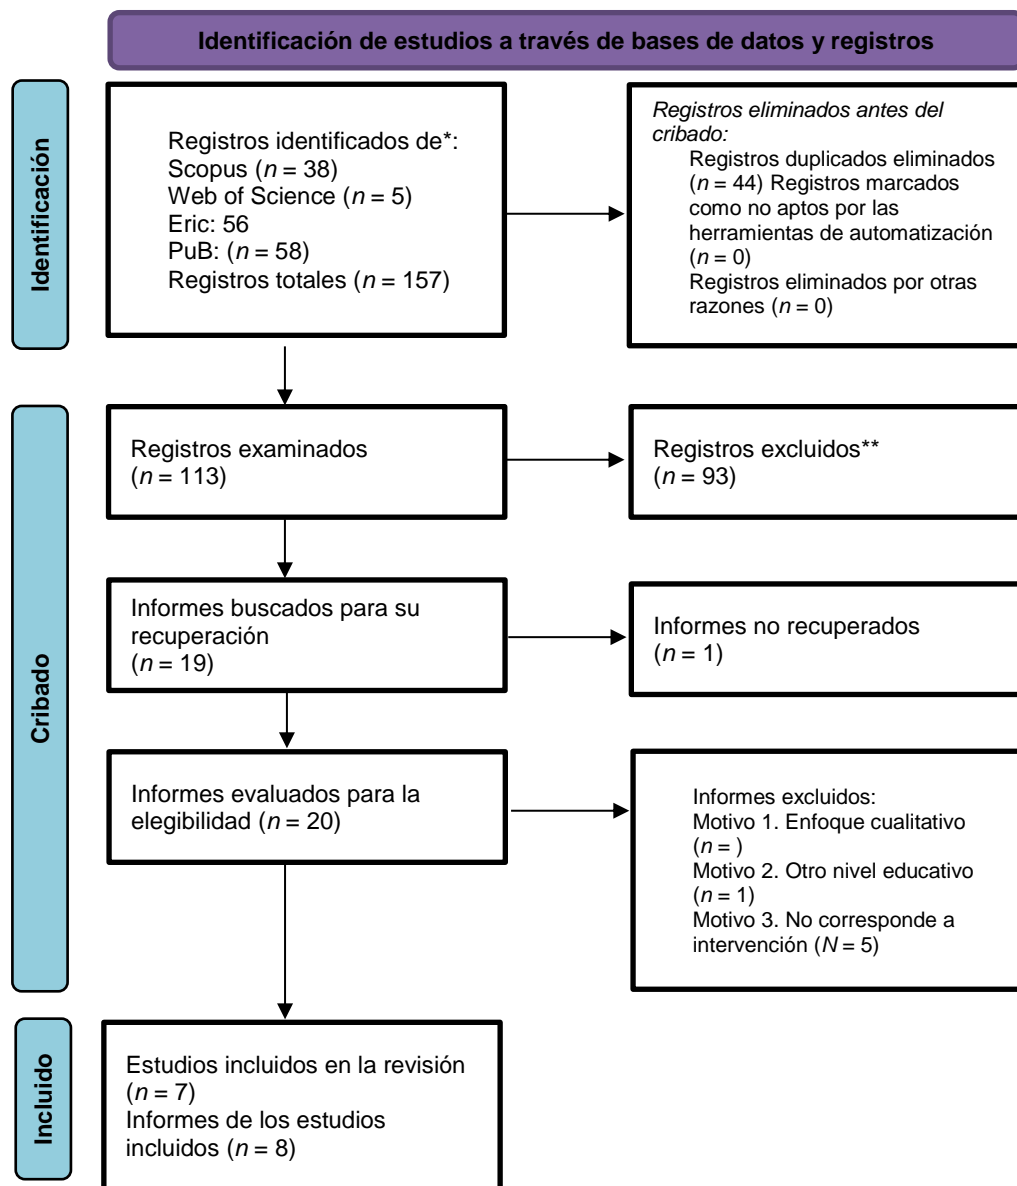 Identificación de estudios a través de bases de datos y registros
Identificación
Registros identificados de*:
Scopus (n = 38)
Web of Science (n = 5)
Eric: 56
PuB: (n = 58)
Registros totales (n = 157)
Registros eliminados antes del
cribado:
Registros duplicados eliminados
(n = 44) Registros marcados
como no aptos por las
herramientas de automatización
(n = 0)
Registros eliminados por otras
razones (n = 0)
Cribado
Registros examinados
(n = 113)
Registros excluidos**
(n = 93)
Informes buscados para su
recuperación
(n = 19)
Informes no recuperados
(n = 1)
Informes evaluados para la
elegibilidad (n = 20)
Informes excluidos:
Motivo 1. Enfoque cualitativo
(n = )
Motivo 2. Otro nivel educativo
(n = 1)
Motivo 3. No corresponde a
intervención (N = 5)
Incluido
Estudios incluidos en la revisión
(n = 7)
Informes de los estudios
incluidos (n = 8)